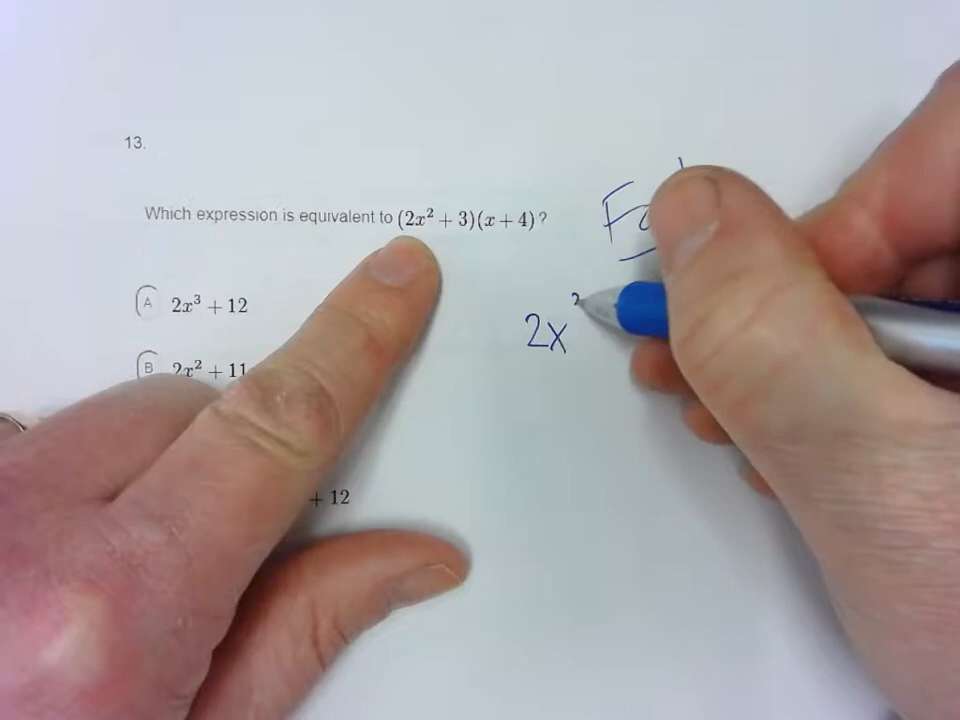 13.
Which expression is equivalent to (2x² + 3)(x + 4)?
A 2x³ + 12
B 2x² + 11
+ 12
2x